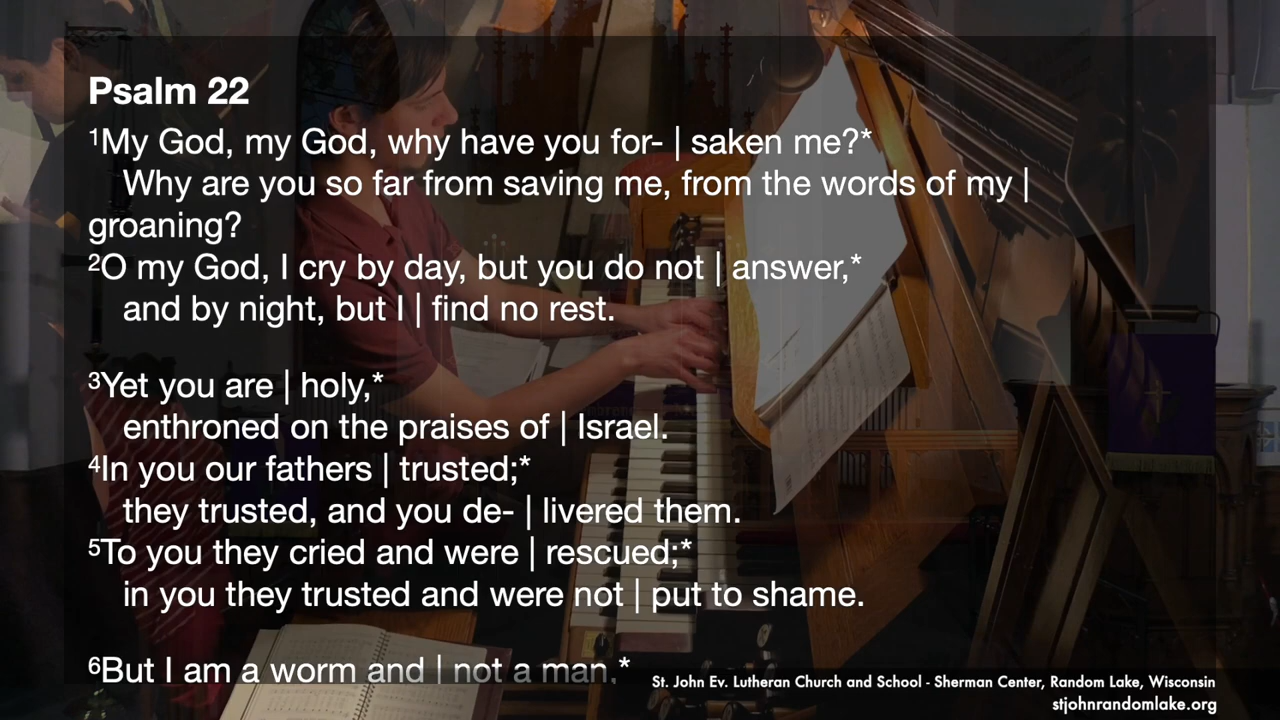 Psalm 22
¹My God, my God, why have you for- | saken me?*
Why are you so far from saving me, from the words of my |
groaning?
²O my God, I cry by day, but you do not | answer,*
and by night, but I | find no rest.
³Yet you are | holy,*
enthroned on the praises of | Israel.
⁴In you our fathers | trusted;*
they trusted, and you de- | livered them.
⁵To you they cried and were | rescued;*
in you they trusted and were not | put to shame.
⁶But I am a worm and | not a man,*
St. John Ev. Lutheran Church and School - Sherman Center, Random Lake, Wisconsin
stjohnrandomlake.org